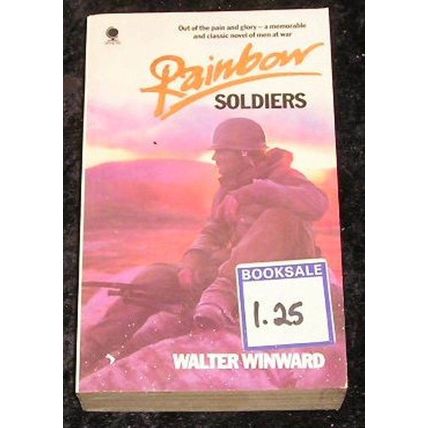 Out of the pain and glory – a memorable
and classic novel of men at war
Rainbow
SOLDIERS
BOOKSALE
1.25
WALTER WINWARD